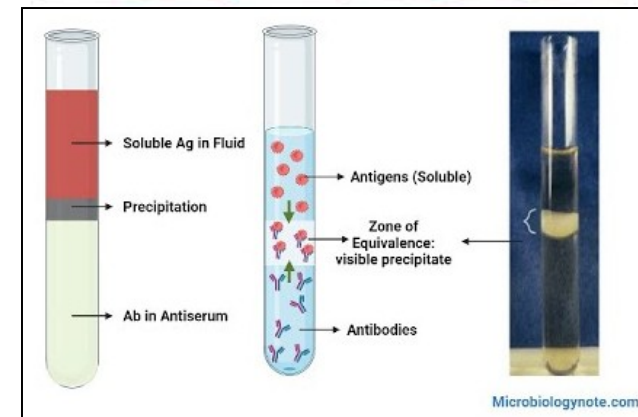 Soluble Ag in Fluid
Precipitation
Ab in Antiserum
Antigens (Soluble)
Zone of
Equivalence:
visible precipitate
Antibodies
Microbiologynote.com